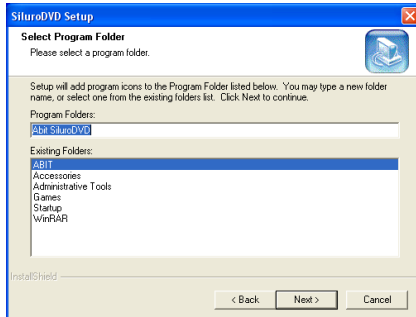 SiluroDVD Setup
Select Program Folder
Please select a program folder.
Setup will add program icons to the Program Folder listed below. You may type a new folder
name, or select one from the existing folders list. Click Next to continue.
Program Folders:
Abit SiluroDVD
Existing Folders:
ABIT
Accessories
Administrative Tools
Games
Startup
WinRAR
InstallShield
< Back Next > Cancel